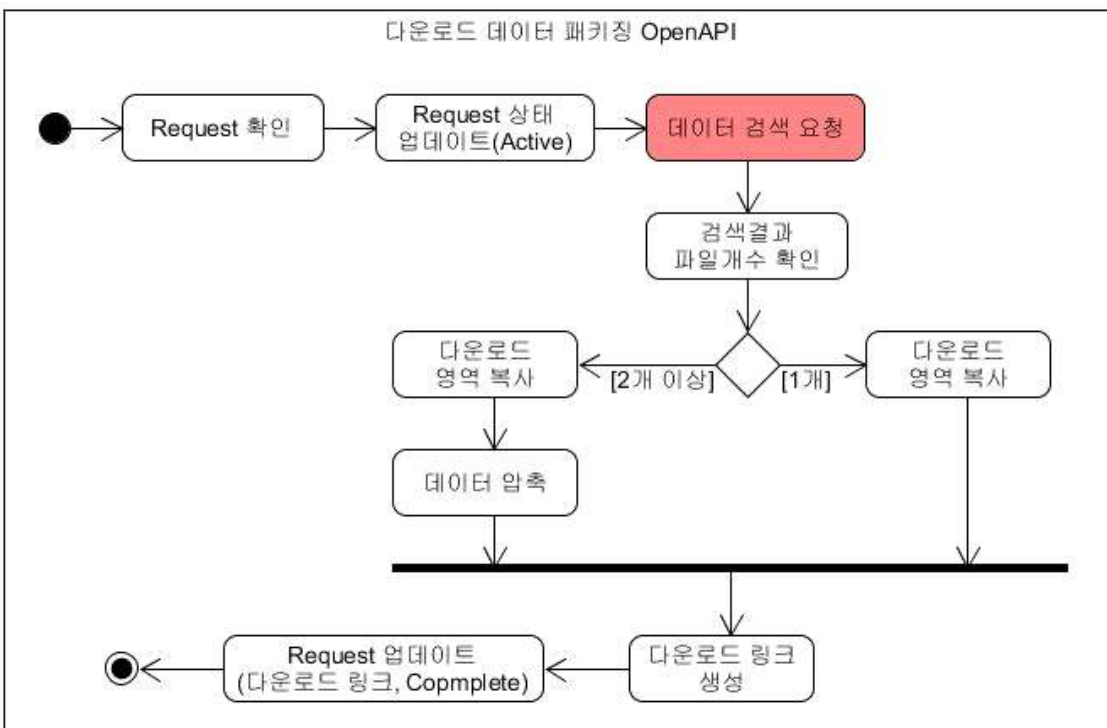 다운로드 데이터 패키징 OpenAPI
Request 확인
Request 상태
업데이트(Active)
데이터 검색 요청
검색결과
파일개수 확인
다운로드
영역 복사
[2개 이상]
[1개]
다운로드
영역 복사
데이터 압축
Request 업데이트
(다운로드 링크, Copmplete)
다운로드 링크
생성